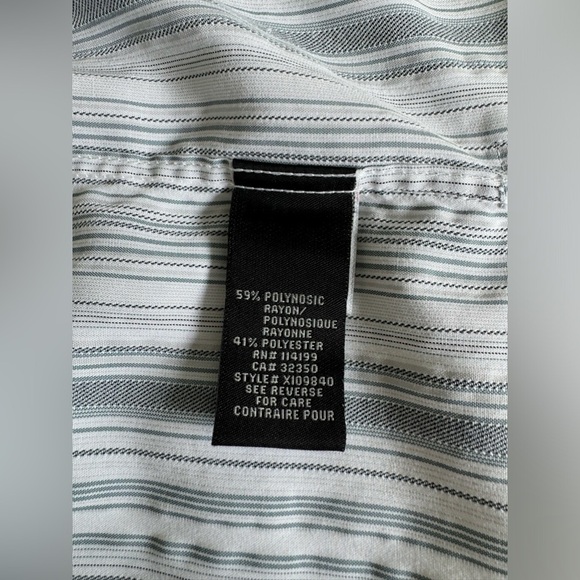 59% POLYNOSIC
RAYON/
POLYNOSIQUE
RAYONNE
41% POLYESTER
RN# 114199
CA# 32350
STYLE# X109840
SEE REVERSE
FOR CARE
CONTRAIRE POUR